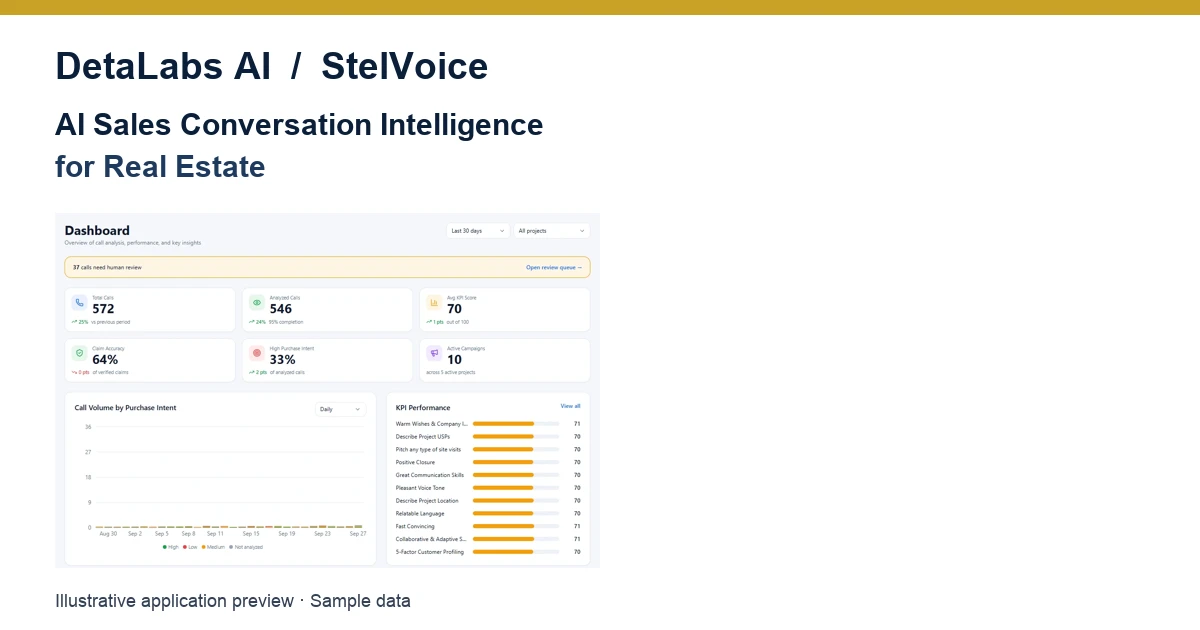 DetaLabs AI / StelVoice
AI Sales Conversation Intelligence
for Real Estate
Dashboard
Overview of call analysis, performance, and key insights
Last 30 days
All projects
37 calls need human review
Open review queue →
Total Calls
572
25% vs previous period
Analyzed Calls
546
24% 95% completion
Avg KPI Score
70
1 pts out of 100
Claim Accuracy
64%
of verified claims
High Purchase Intent
33%
2 pts of analyzed calls
Active Campaigns
10
across 5 active projects
Call Volume by Purchase Intent
Daily
36
27
18
9
0
Aug 30 Sep 2 Sep 5 Sep 8 Sep 11 Sep 15 Sep 19 Sep 23 Sep 27
High Low Medium Not analyzed
KPI Performance
View all
Warm Wishes & Company I... 71
Describe Project USPs 70
Pitch any type of site visits 70
Positive Closure 70
Great Communication Skills 70
Pleasant Voice Tone 70
Describe Project Location 70
Relatable Language 70
Fast Convincing 71
Collaborative & Adaptive S... 71
5-Factor Customer Profiling 70
Illustrative application preview · Sample data